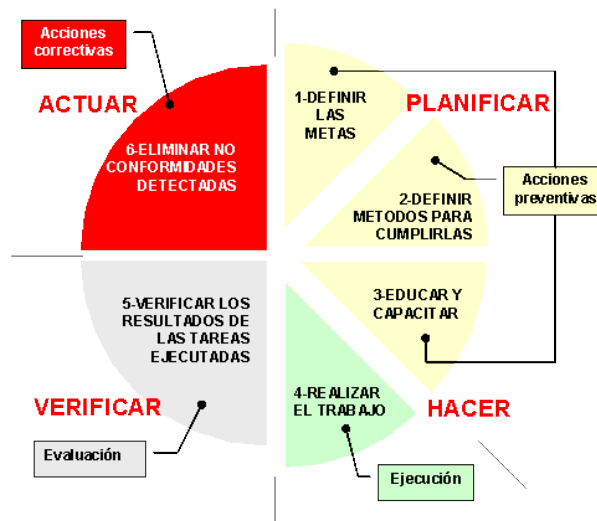 Acciones
correctivas
ACTUAR
1-DEFINIR
LAS
METAS
PLANIFICAR
6-ELIMINAR NO
CONFORMIDADES
DETECTADAS
Acciones
preventivas
2-DEFINIR
METODOS PARA
CUMPLIRLAS
3-EDUCAR Y
CAPACITAR
5-VERIFICAR LOS
RESULTADOS DE
LAS TAREAS
EJECUTADAS
4-REALIZAR
EL TRABAJO
VERIFICAR
HACER
Evaluación
Ejecución